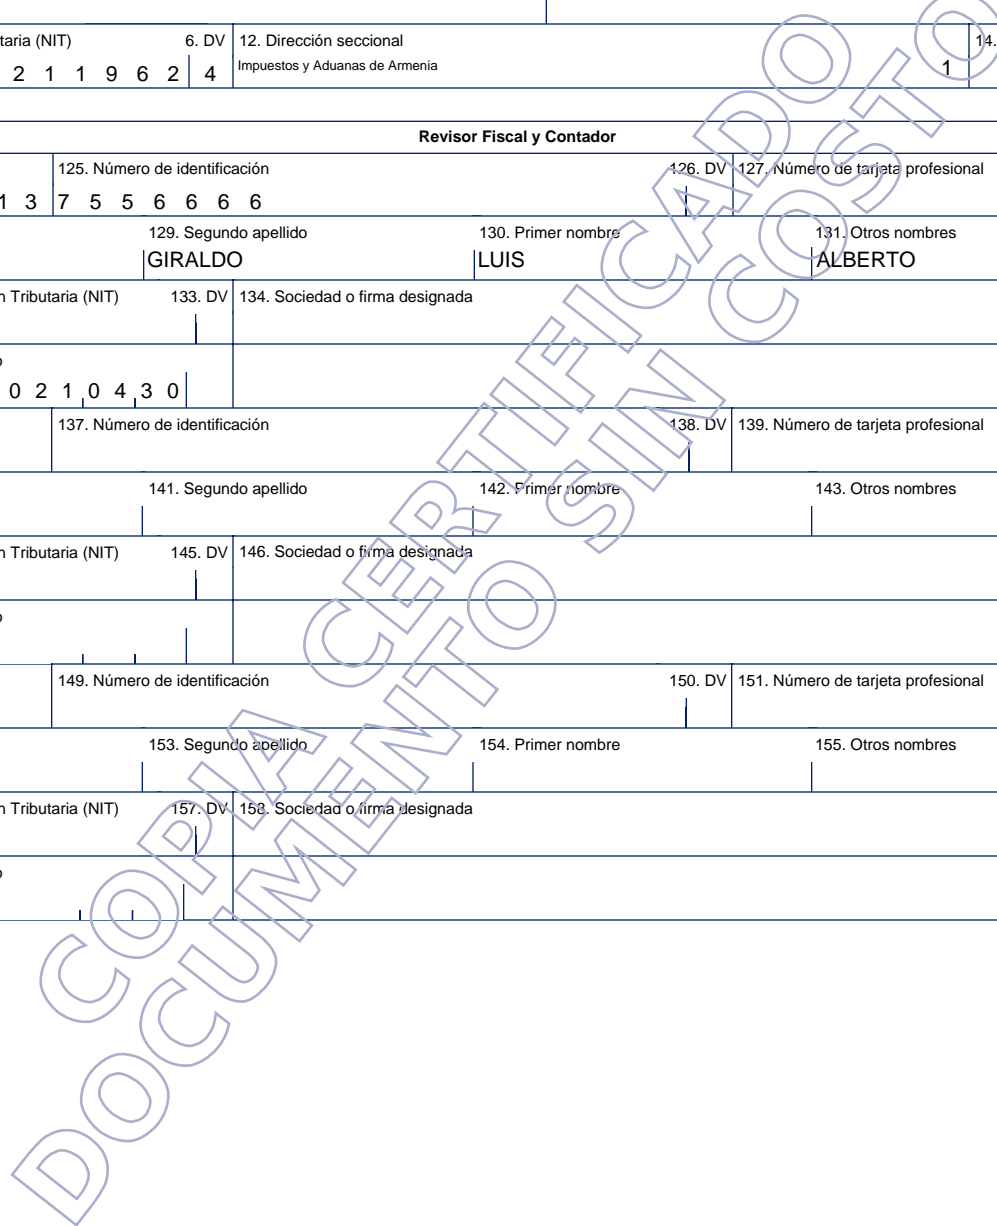 taria (NIT) 6. DV 12. Dirección seccional 14.
2 1 1 9 6 2 4 Impuestos y Aduanas de Armenia 1
Revisor Fiscal y Contador
125. Número de identificación 126. DV 127. Número de tarjeta profesional
1 3 7 5 5 6 6 6 6
129. Segundo apellido 130. Primer nombre 131. Otros nombres
GIRALDO LUIS ALBERTO
n Tributaria (NIT) 133. DV 134. Sociedad o firma designada
o
0 2 1 0 4 3 0
137. Número de identificación 138. DV 139. Número de tarjeta profesional
141. Segundo apellido 142. Primer nombre 143. Otros nombres
n Tributaria (NIT) 145. DV 146. Sociedad o firma designada
o
149. Número de identificación 150. DV 151. Número de tarjeta profesional
153. Segundo apellido 154. Primer nombre 155. Otros nombres
n Tributaria (NIT) 157. DV 158. Sociedad o firma designada
o
COPIA CERTIFICADO
DOCUMENTO SIN COSTO